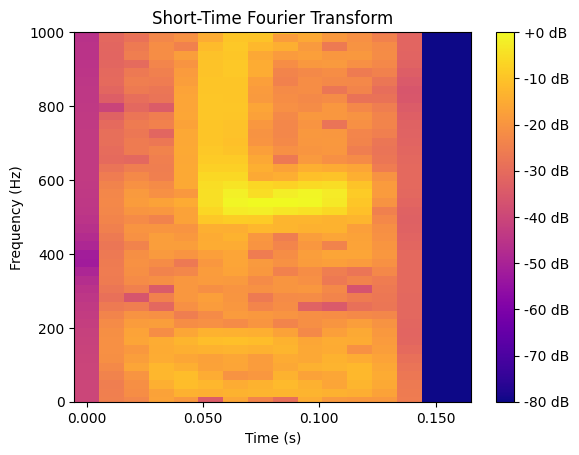 Short-Time Fourier Transform
Frequency (Hz)
1000
800
600
400
200
0
0.000
0.050
0.100
0.150
Time (s)
+0 dB
-10 dB
-20 dB
-30 dB
-40 dB
-50 dB
-60 dB
-70 dB
-80 dB